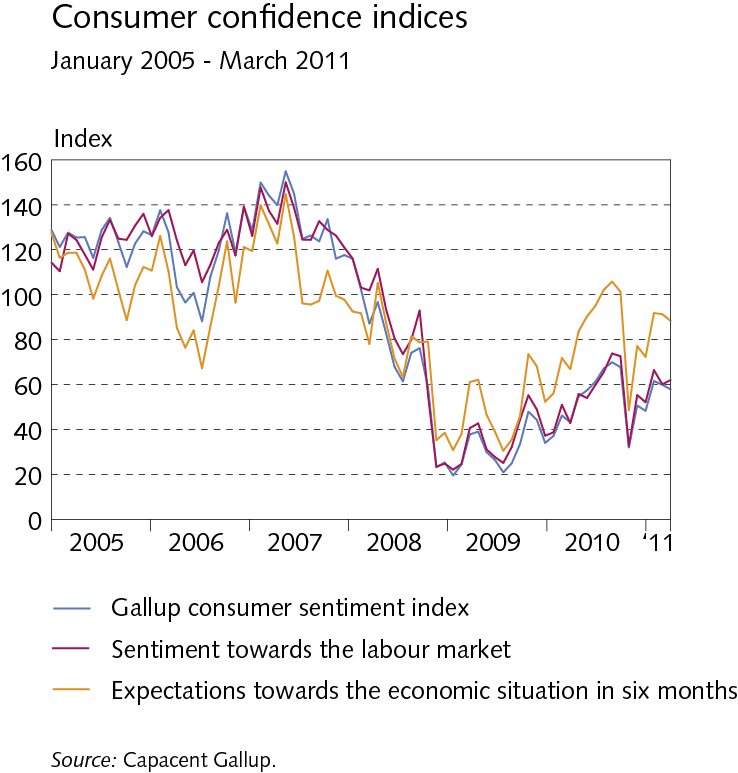 Consumer confidence indices
January 2005 - March 2011
Index
160
140
120
100
80
60
40
20
0
2005 2006 2007 2008 2009 2010 ‘11
Gallup consumer sentiment index
Sentiment towards the labour market
Expectations towards the economic situation in six months
Source: Capacent Gallup.